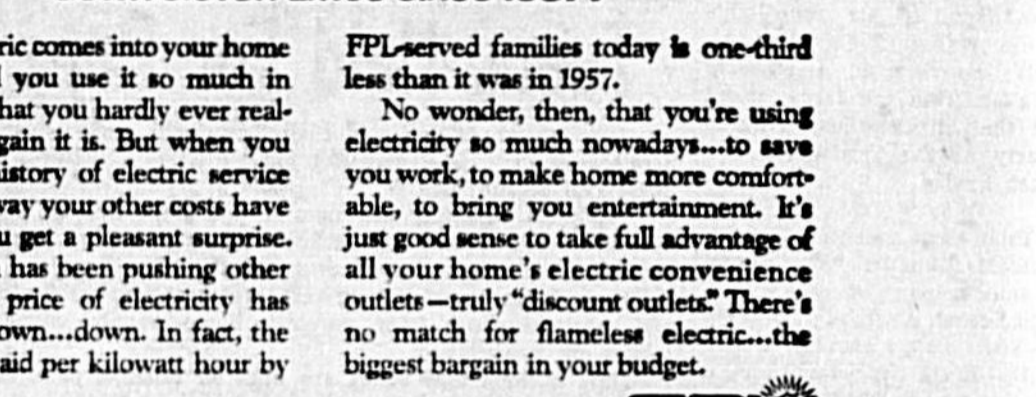 ric comes into your home
you use it so much in
hat you hardly ever real-
gain it is. But when you
istory of electric service
way your other costs have
u get a pleasant surprise.
has been pushing other
price of electricity has
own...down. In fact, the
aid per kilowatt hour by
FPL-served families today is one-third
less than it was in 1957.
No wonder, then, that you're using
electricity so much nowadays...to save
you work, to make home more comfort-
able, to bring you entertainment. It's
just good sense to take full advantage of
all your home's electric convenience
outlets—truly "discount outlets." There's
no match for flameless electric...the
biggest bargain in your budget.